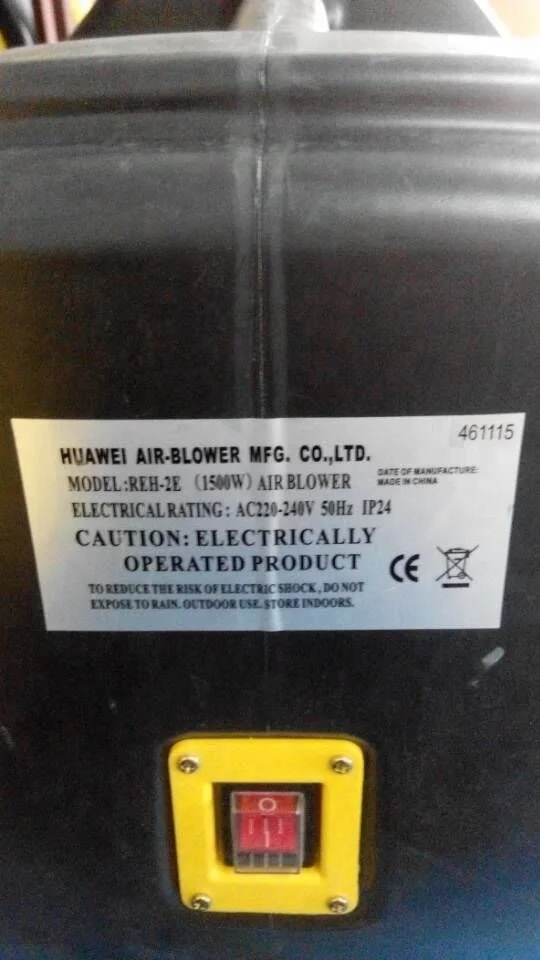 461115
HUAWEI AIR-BLOWER MFG. CO.,LTD.
MODEL:REH-2E (1500W) AIR BLOWER
DATE OF MANUFACTURE:
MADE IN CHINA
ELECTRICAL RATING: AC220-240V 50Hz IP24
CAUTION: ELECTRICALLY
OPERATED PRODUCT
CE
TO REDUCE THE RISK OF ELECTRIC SHOCK, DO NOT
EXPOSE TO RAIN. OUTDOOR USE. STORE INDOORS.